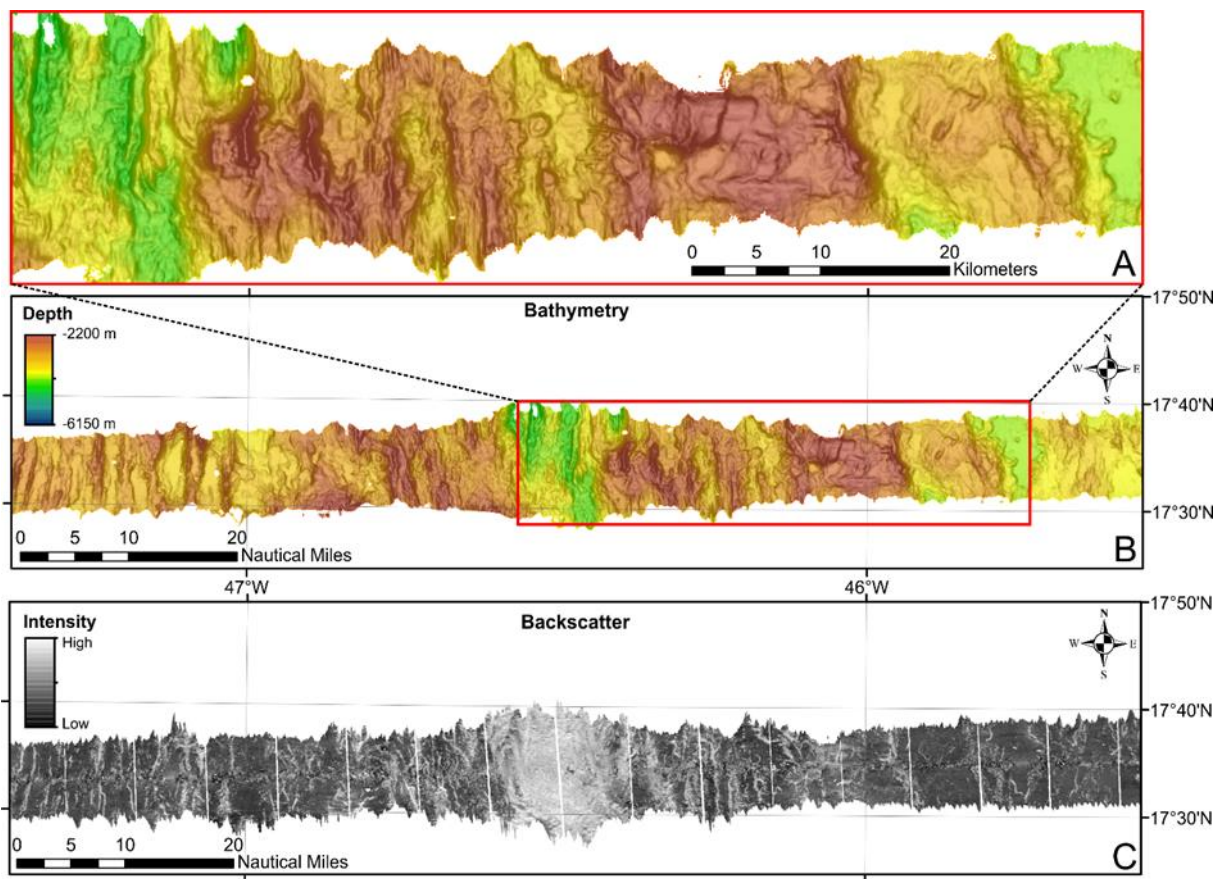 0 5 10 20
Kilometers
A
Depth
-2200 m
-6150 m
Bathymetry
17°50'N
N
W E
S
17°40'N
17°30'N
0 5 10 20
Nautical Miles
B
47°W 46°W
Intensity
High
Low
Backscatter
17°50'N
N
W E
S
17°40'N
17°30'N
0 5 10 20
Nautical Miles
C